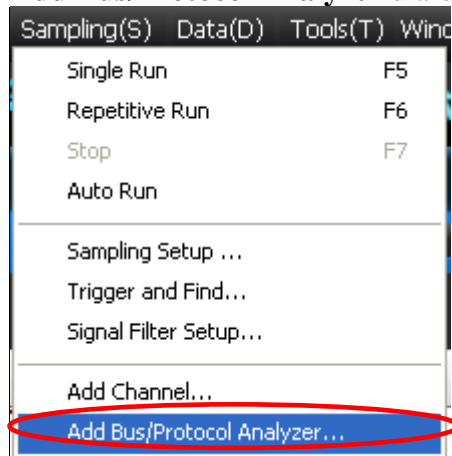 Sampling(S) Data(D) Tools(T)
Single Run F5
Repetitive Run F6
Stop F7
Auto Run
Sampling Setup ...
Trigger and Find...
Signal Filter Setup...
Add Channel...
Add Bus/Protocol Analyzer...